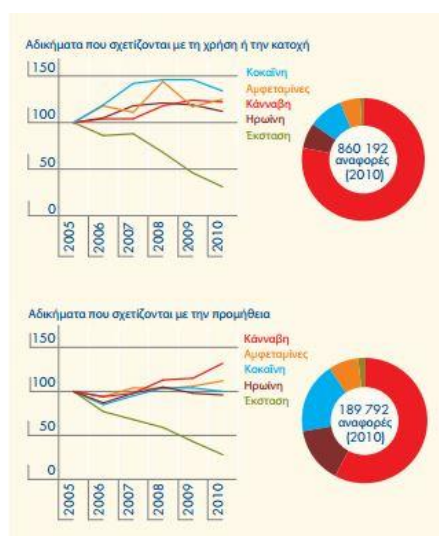 Αδικήματα που σχετίζονται με τη χρήση ή την κατοχή
150
100
50
0
2005
2006
2007
2008
2009
2010
Κοκαΐνη
Αμφεταμίνες
Κάνναβη
Ηρωίνη
Έκσταση
860 192
αναφορές
(2010)
Αδικήματα που σχετίζονται με την προμήθεια
150
100
50
0
2005
2006
2007
2008
2009
2010
Κάνναβη
Αμφεταμίνες
Κοκαΐνη
Ηρωίνη
Έκσταση
189 792
αναφορές
(2010)